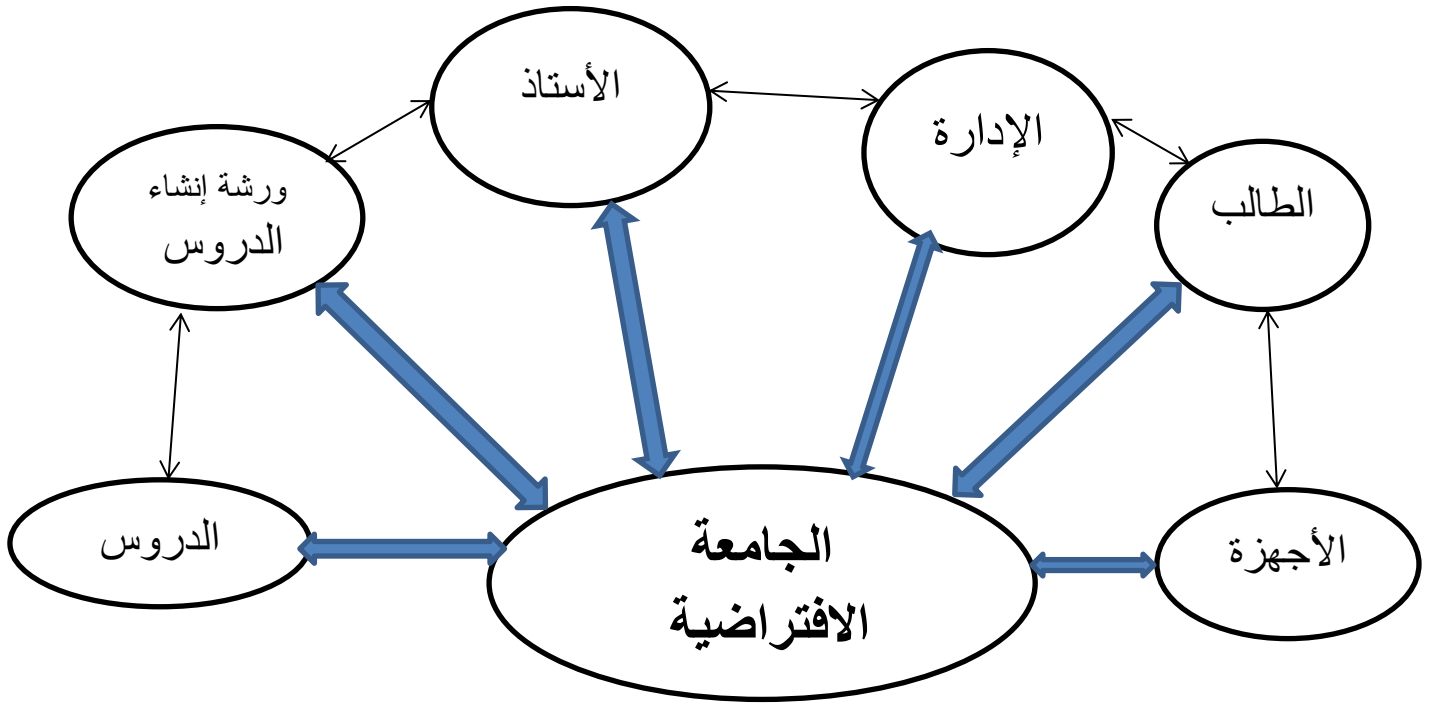 الأستاذ
الإدارة
الطالب
ورشة إنشاء
الدروس
الدروس
الأجهزة
الجامعة
الافتراضية